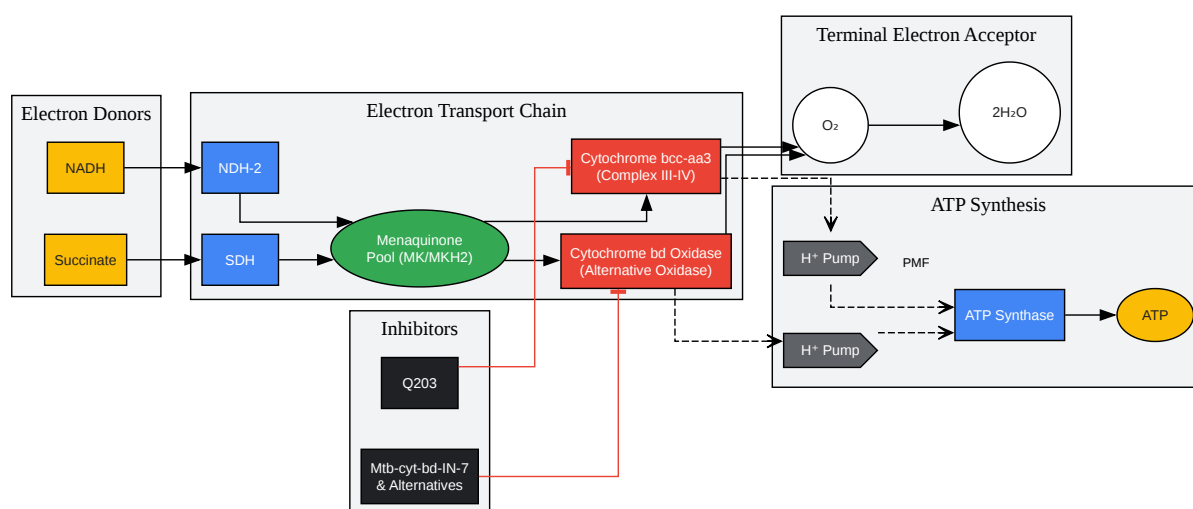 Electron Donors
NADH
Succinate
Electron Transport Chain
NDH-2
SDH
Menaquinone
Pool (MK/MKH2)
Cytochrome bcc-aa3
(Complex III-IV)
Cytochrome bd Oxidase
(Alternative Oxidase)
Terminal Electron Acceptor
O₂
2H₂O
ATP Synthesis
H⁺ Pump
PMF
H⁺ Pump
ATP Synthase
ATP
Inhibitors
Q203
Mtb-cyt-bd-IN-7
& Alternatives